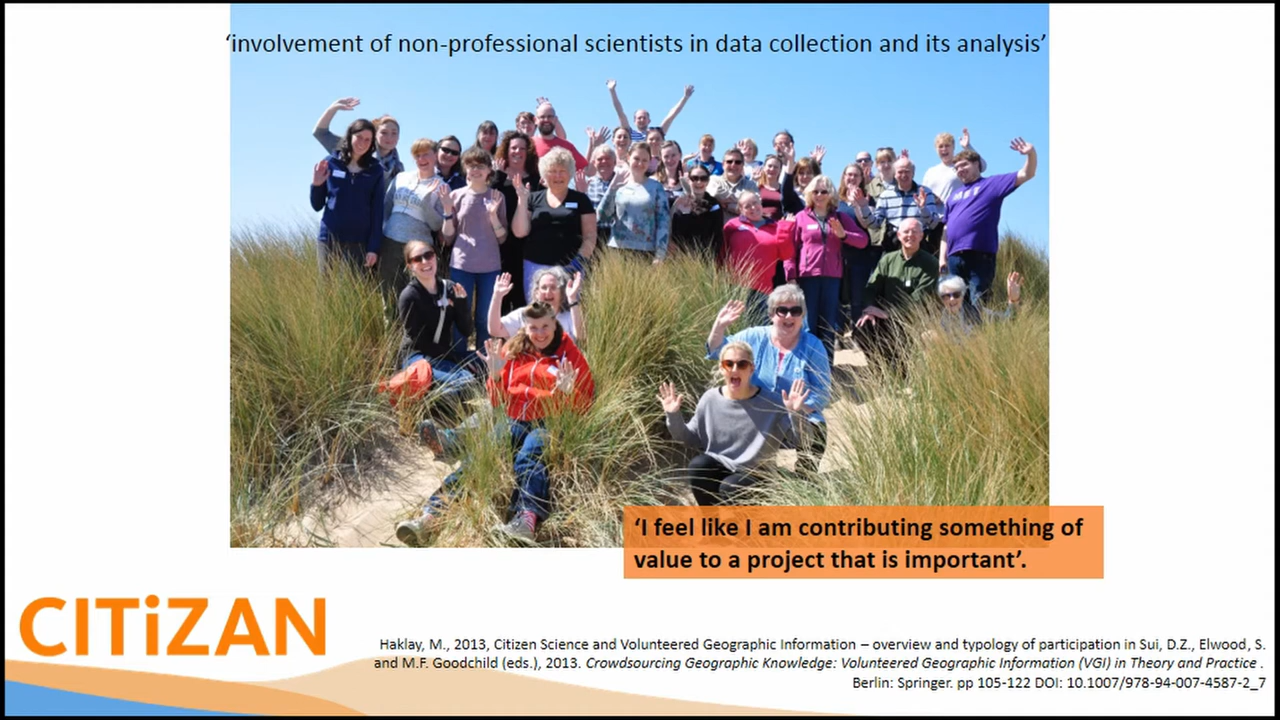 ‘involvement of non-professional scientists in data collection and its analysis’
‘I feel like I am contributing something of
value to a project that is important’.
CITiZAN
Haklay, M., 2013, Citizen Science and Volunteered Geographic Information – overview and typology of participation in Sui, D.Z., Elwood, S.
and M.F. Goodchild (eds.), 2013. Crowdsourcing Geographic Knowledge: Volunteered Geographic Information (VGI) in Theory and Practice .
Berlin: Springer. pp 105-122 DOI: 10.1007/978-94-007-4587-2_7